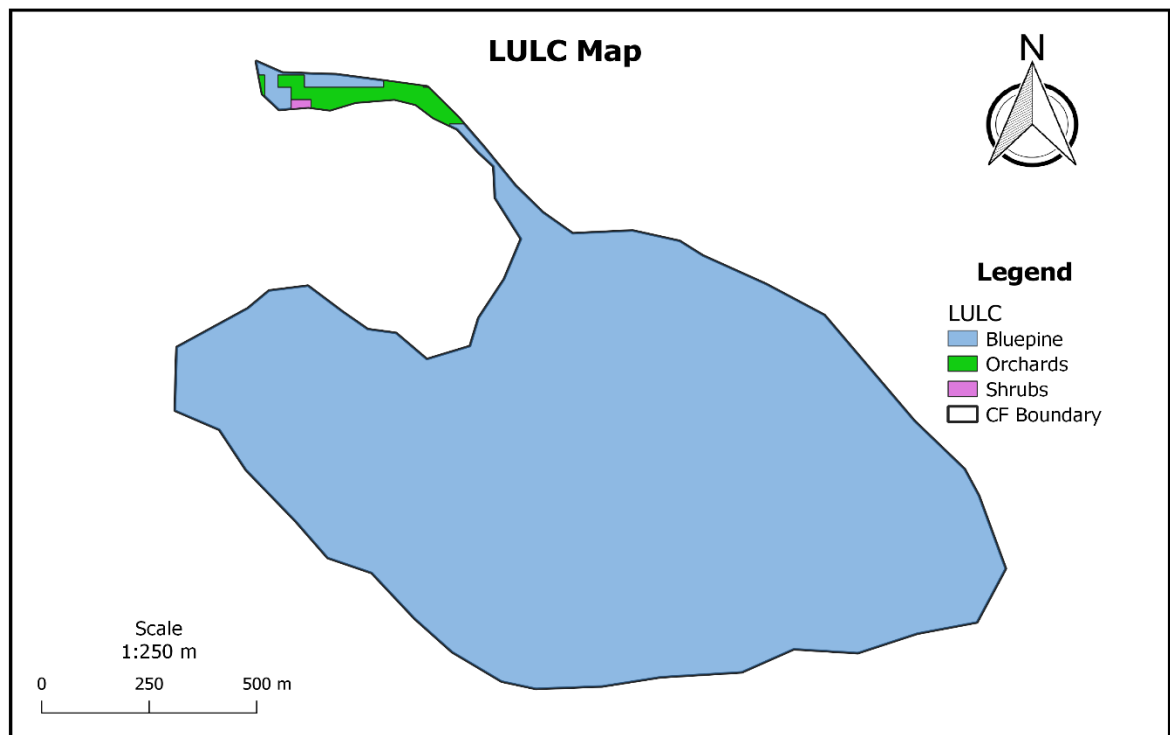 LULC Map
N
Legend
LULC
Bluepine
Orchards
Shrubs
CF Boundary
Scale
1:250 m
0 250 500 m